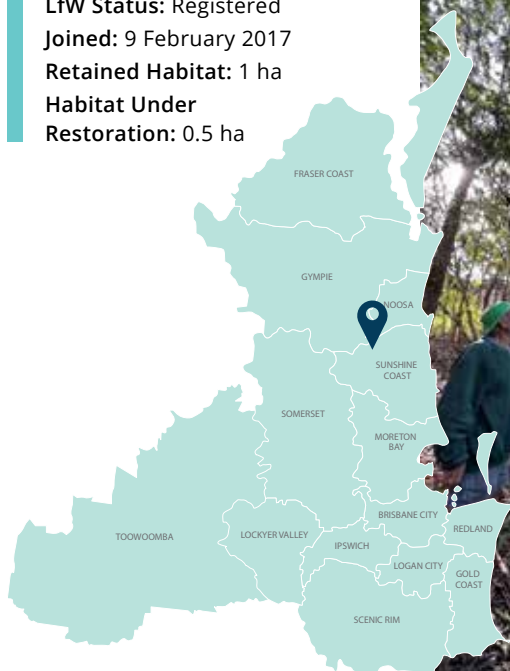 LfW Status: Registered
Joined: 9 February 2017
Retained Habitat: 1 ha
Habitat Under
Restoration: 0.5 ha
FRASER COAST
GYMPIE
NOOSA
SUNSHINE
COAST
SOMERSET
MORETON
BAY
BRISBANE CITY
REDLAND
TOOWOOMBA
LOCKYER VALLEY
IPSWICH
LOGAN CITY
GOLD
COAST
SCENIC RIM